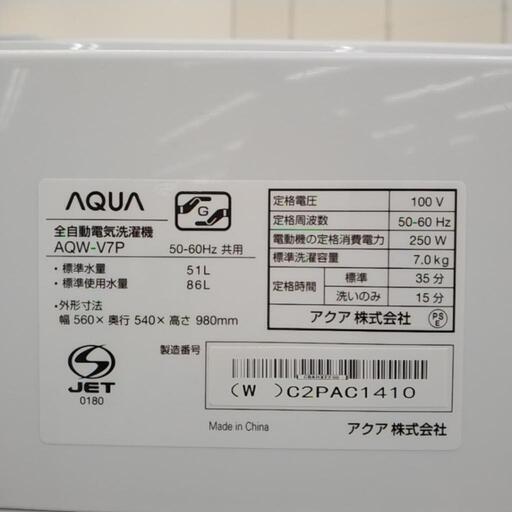 AQUA
G
全自動電気洗濯機
AQW-V7P 50-60Hz 共用
・標準水量 51L
・標準使用水量 86L
・外形寸法
幅 560×奥行 540×高さ 980mm
定格電圧 100 V
定格周波数 50-60 Hz
電動機の定格消費電力 250 W
標準洗濯容量 7.0kg
定格時間 標準 35 分
洗いのみ 15 分
アクア 株式会社 PS E
S
JET
0180
製造番号
(W )C2PAC1410
Made in China アクア 株式会社